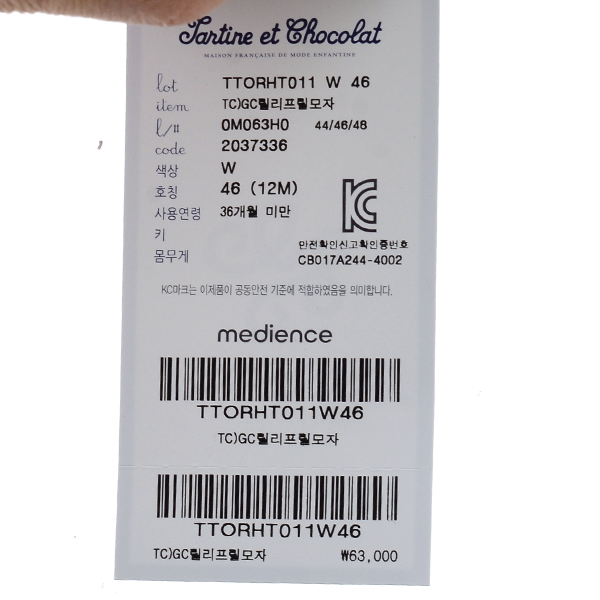 Tartine et Chocolat
MAISON FRANÇAISE DE MODE ENFANTINE
lot TTORHT011 W 46
item TC)GC릴리프릴모자
l/# 0M063H0 44/46/48
code 2037336
색상 W
호칭 46 (12M)
사용연령 36개월 미만
키
몸무게
안전확인신고확인증번호
CB017A244-4002
KC마크는 이제품이 공통안전 기준에 적합하였음을 의미합니다.
medience
TTORHT011W46
TC)GC릴리프릴모자
TTORHT011W46
TC)GC릴리프릴모자 ₩63,000